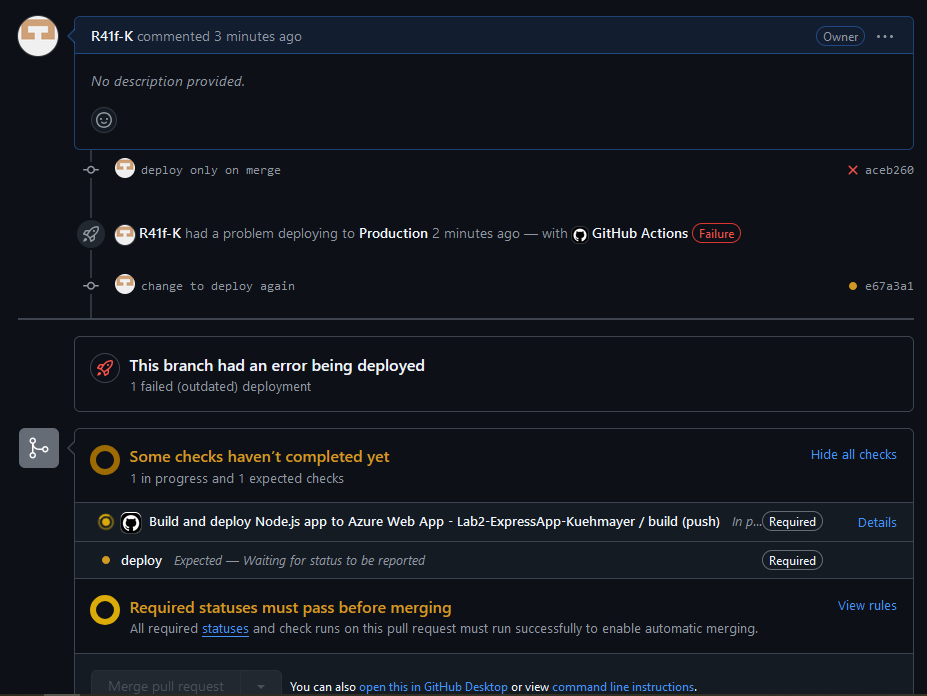 R41f-K commented 3 minutes ago Owner
No description provided.
deploy only on merge aceb260
R41f-K had a problem deploying to Production 2 minutes ago — with GitHub Actions Failure
change to deploy again e67a3a1
This branch had an error being deployed
1 failed (outdated) deployment
Some checks haven't completed yet Hide all checks
1 in progress and 1 expected checks
Build and deploy Node.js app to Azure Web App - Lab2-ExpressApp-Kuehmayer / build (push) In p... Required Details
deploy Expected — Waiting for status to be reported Required
Required statuses must pass before merging View rules
All required statuses and check runs on this pull request must run successfully to enable automatic merging.
Merge pull request You can also open this in GitHub Desktop or view command line instructions.